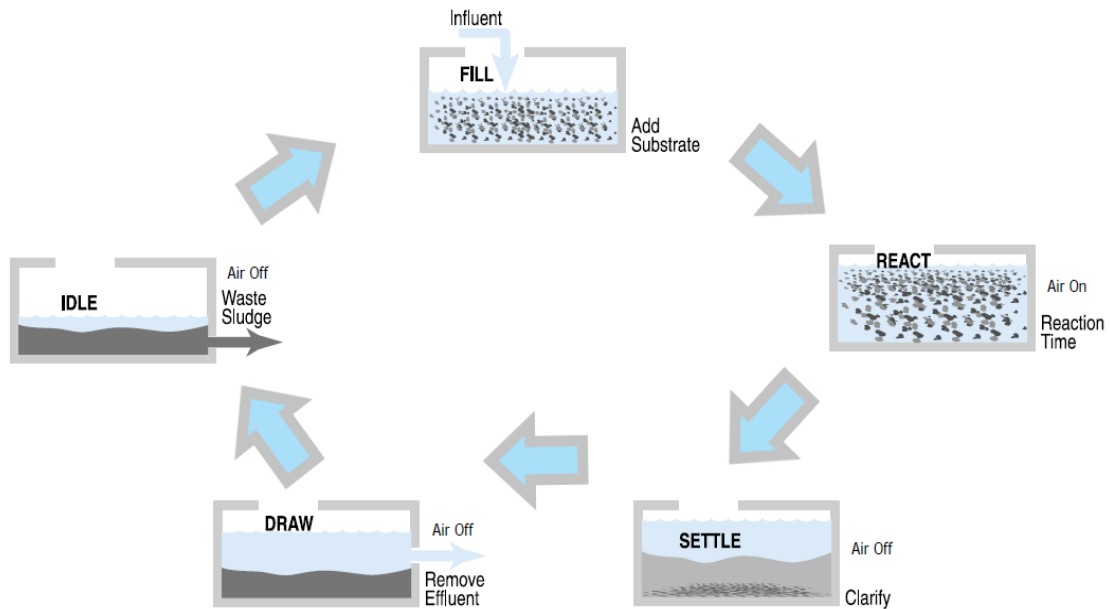 Influent
FILL
Add
Substrate
REACT
Air On
Reaction
Time
SETTLE
Air Off
Clarify
DRAW
Air Off
Remove
Effluent
IDLE
Air Off
Waste
Sludge